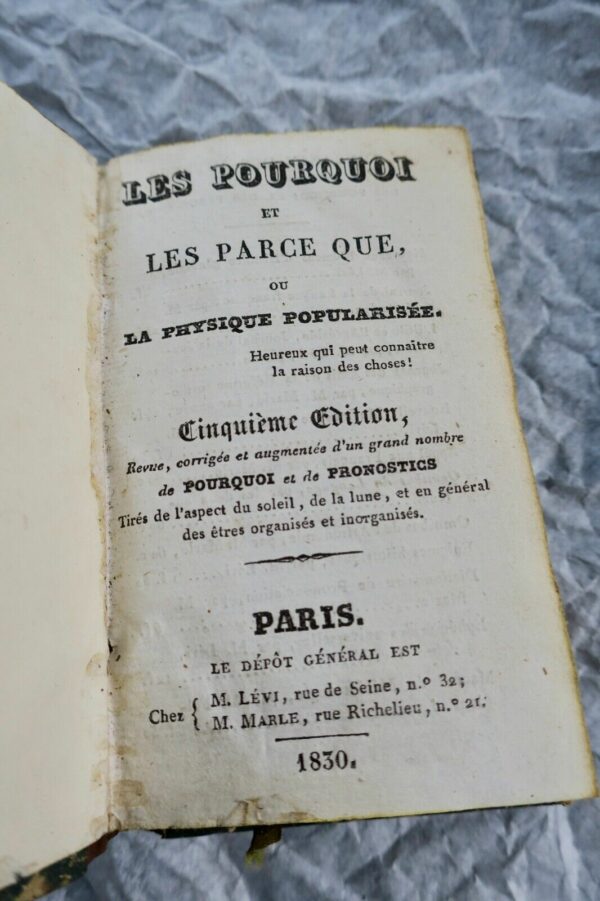 LES POURQUOI
ET
LES PARCE QUE,
OU
LA PHYSIQUE POPULARISÉE.
Heureux qui peut connaître
la raison des choses!
Cinquième Edition,
Revue, corrigée et augmentée d'un grand nombre
de POURQUOI et de PRONOSTICS
Tirés de l'aspect du soleil, de la lune, et en général
des êtres organisés et inorganisés.
PARIS.
LE DÉPÔT GÉNÉRAL EST
Chez { M. LÉVI, rue de Seine, n.o 32;
M. MARLE, rue Richelieu, n.o 21.
1830.